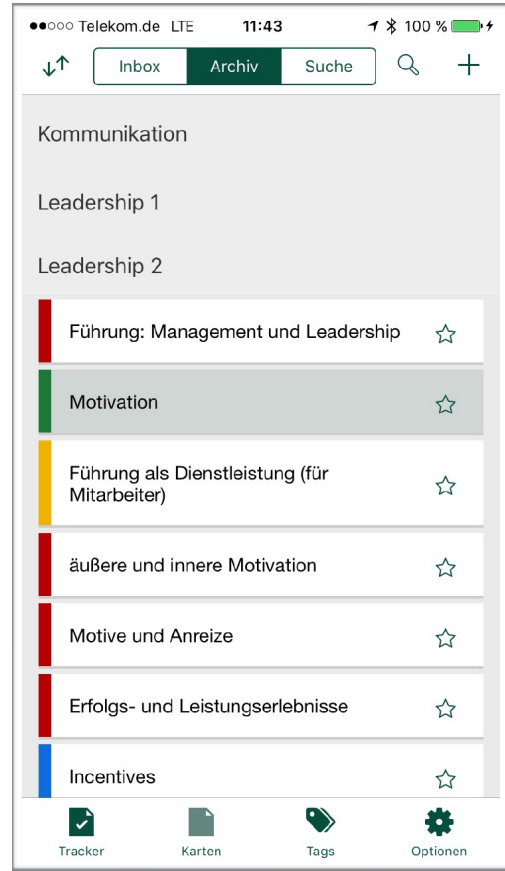 Telekom.de LTE 11:43 100 %
Inbox Archiv Suche
Kommunikation
Leadership 1
Leadership 2
Führung: Management und Leadership
Motivation
Führung als Dienstleistung (für
Mitarbeiter)
äußere und innere Motivation
Motive und Anreize
Erfolgs- und Leistungserlebnisse
Incentives
Tracker Karten Tags Optionen